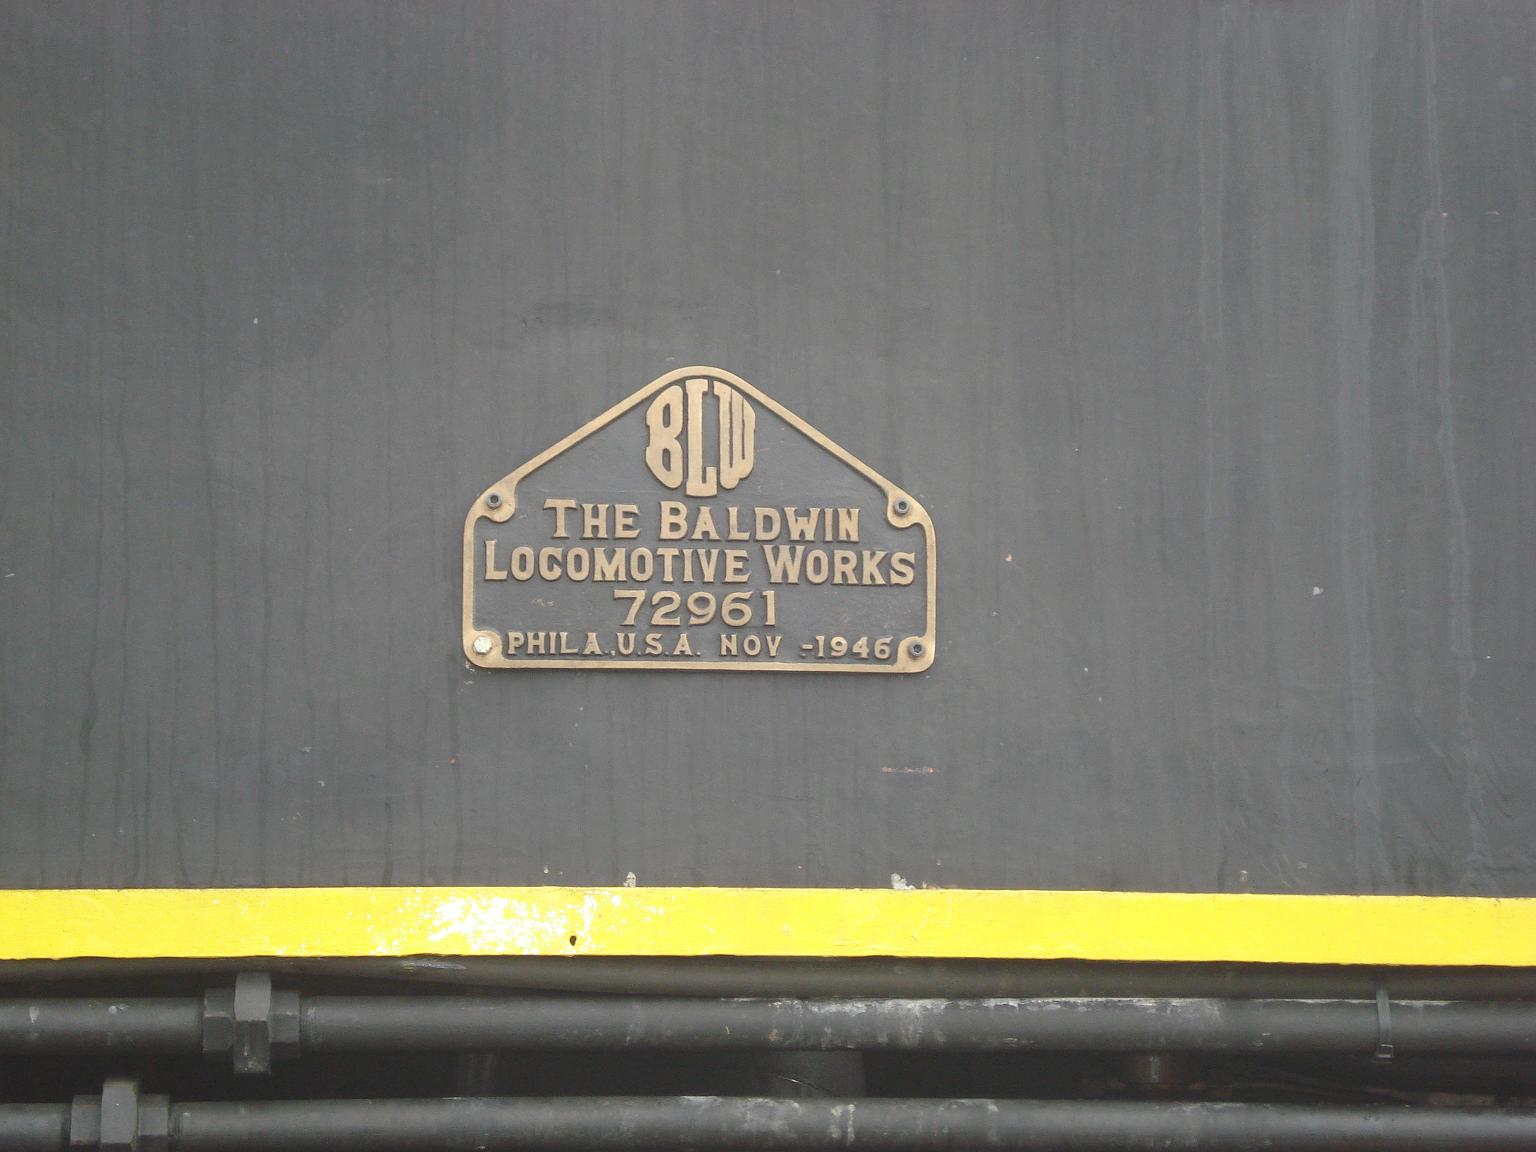 BLW
THE BALDWIN
LOCOMOTIVE WORKS
72961
PHILA., U.S.A. NOV -1946